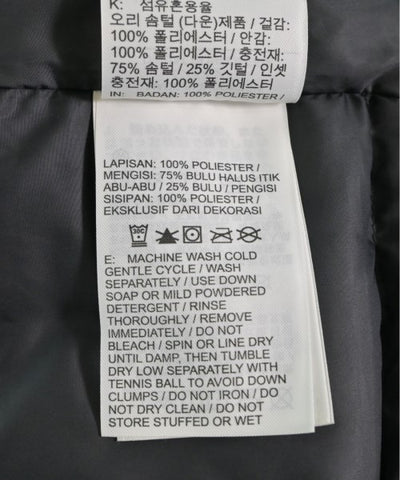 K: 섬유혼용율
오리 솜털 (다운)제품 / 겉감:
100% 폴리에스터 / 안감:
100% 폴리에스터 / 충전재:
75% 솜털 / 25% 깃털 / 인셋
충전재: 100% 폴리에스터
IN: BADAN: 100% POLIESTER /
LAPISAN: 100% POLIESTER /
MENGISI: 75% BULU HALUS ITIK
ABU-ABU / 25% BULU / PENGISI
SISIPAN: 100% POLIESTER /
EKSKLUSIF DARI DEKORASI
E: MACHINE WASH COLD
GENTLE CYCLE / WASH
SEPARATELY / USE DOWN
SOAP OR MILD POWDERED
DETERGENT / RINSE
THOROUGHLY / REMOVE
IMMEDIATELY / DO NOT
BLEACH / SPIN OR LINE DRY
UNTIL DAMP, THEN TUMBLE
DRY LOW SEPARATELY WITH
TENNIS BALL TO AVOID DOWN
CLUMPS / DO NOT IRON / DO
NOT DRY CLEAN / DO NOT
STORE STUFFED OR WET